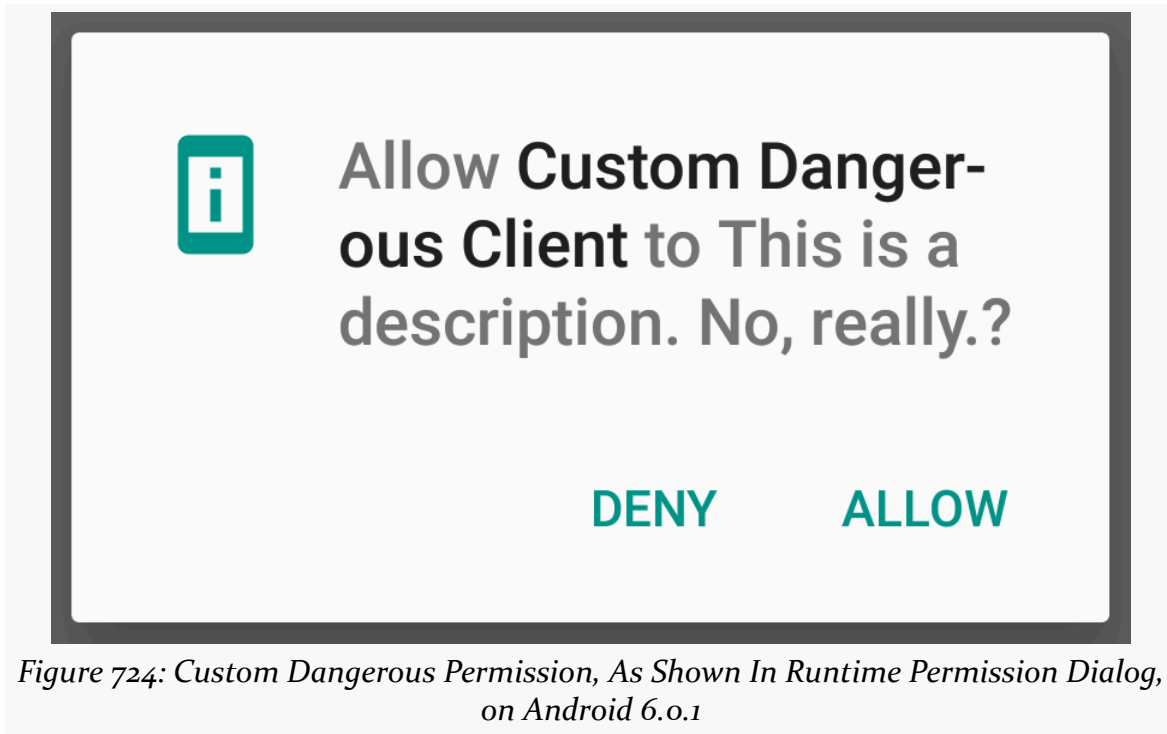 Allow Custom Danger-
ous Client to This is a
description. No, really.?
DENY ALLOW
Figure 724: Custom Dangerous Permission, As Shown In Runtime Permission Dialog,
on Android 6.0.1